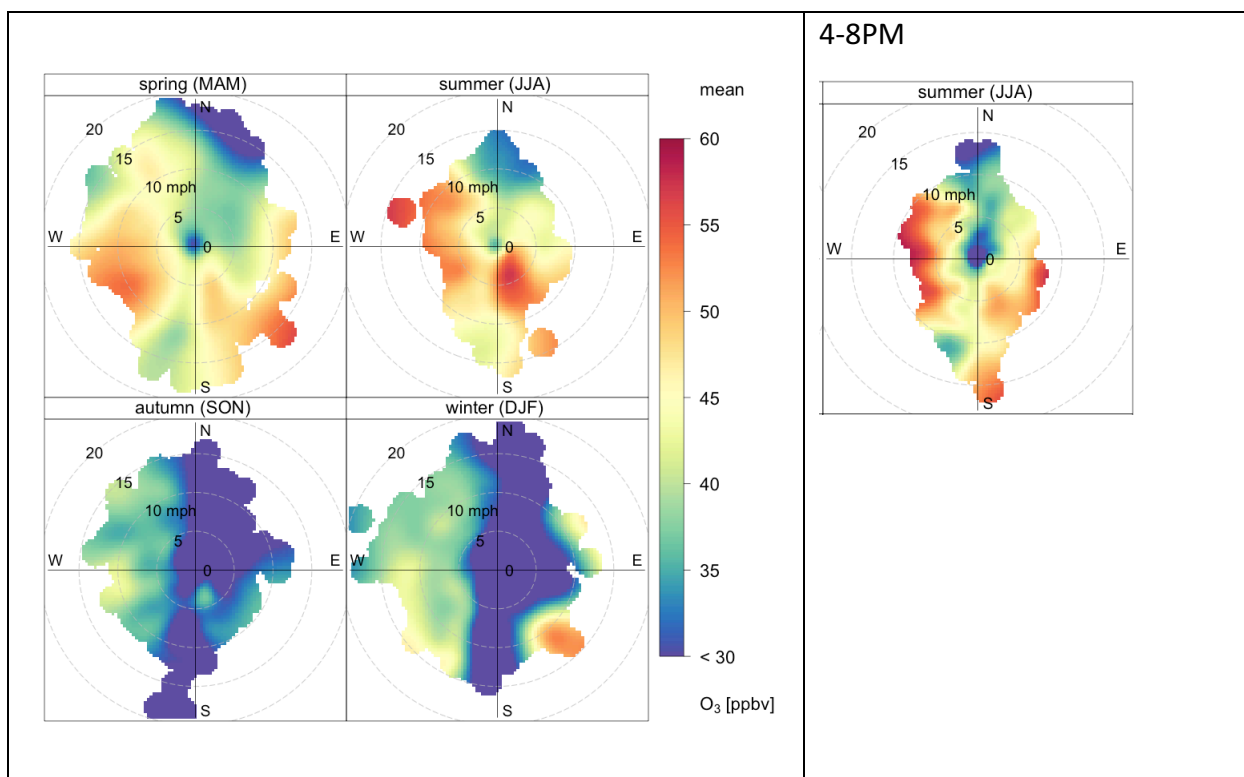 spring (MAM)
N
20
15
10 mph
5
W
0
E
S
summer (JJA)
N
20
15
10 mph
5
W
0
E
S
autumn (SON)
N
20
15
10 mph
5
W
0
E
S
winter (DJF)
N
20
15
10 mph
5
W
0
E
S
mean
60
55
50
45
40
35
< 30
O₃ [ppbv]
4-8PM
summer (JJA)
N
20
15
10 mph
5
W
0
E
S